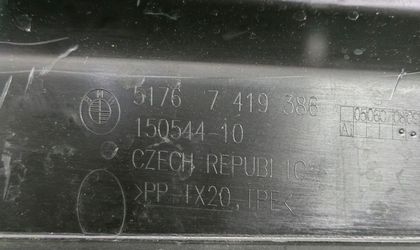 5176 7 419 386
150544-10
CZECH REPUBLIC
>PP-TX20,TPE<